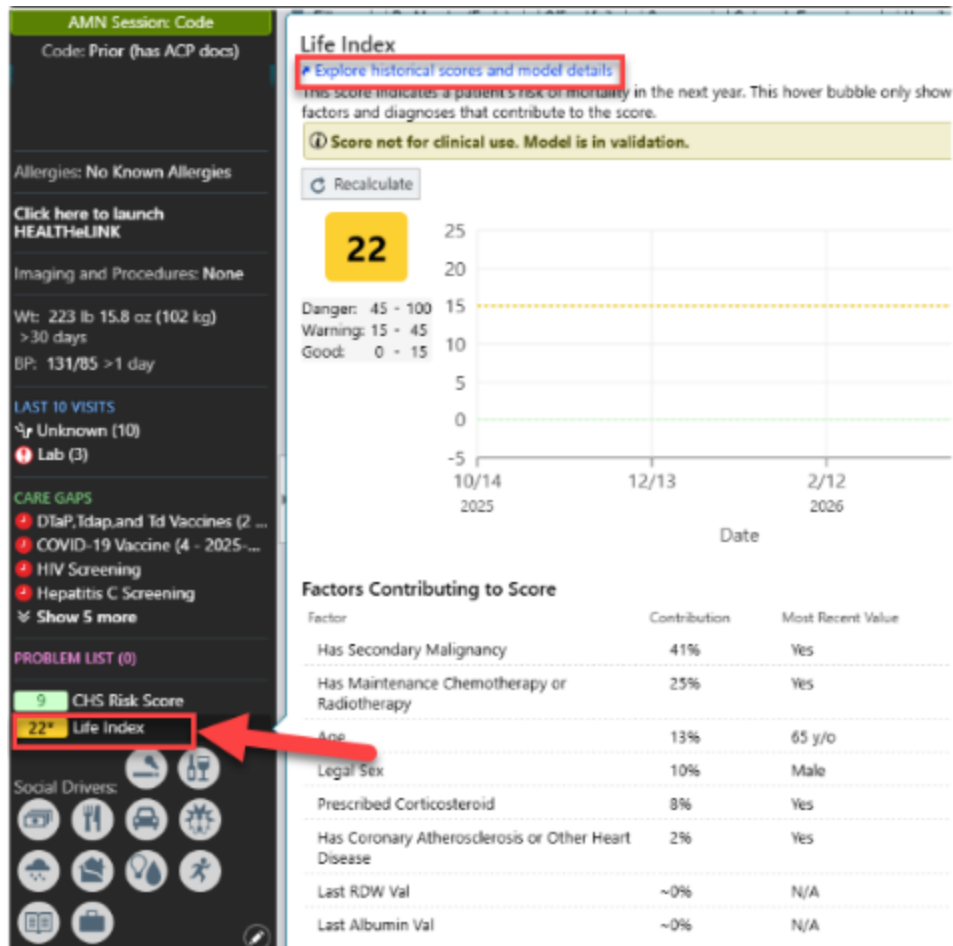 AMN Session: Code
Code: Prior (has ACP docs)
Allergies: No Known Allergies
Click here to launch
HEALTHeLINK
Imaging and Procedures: None
Wt: 223 lb 15.8 oz (102 kg)
>30 days
BP: 131/85 >1 day
LAST 10 VISITS
Unknown (10)
Lab (3)
CARE GAPS
DTaP,Tdap,and Td Vaccines (2 ...
COVID-19 Vaccine (4 - 2025-...
HIV Screening
Hepatitis C Screening
Show 5 more
PROBLEM LIST (0)
9 CHS Risk Score
22* Life Index
Social Drivers:
Life Index
Explore historical scores and model details
This score indicates a patient's risk of mortality in the next year. This hover bubble only show
factors and diagnoses that contribute to the score.
Score not for clinical use. Model is in validation.
Recalculate
22
Danger: 45 - 100
Warning: 15 - 45
Good: 0 - 15
25
20
15
10
5
0
-5
10/14 12/13 2/12
2025 2026
Date
Factors Contributing to Score
Factor Contribution Most Recent Value
Has Secondary Malignancy 41% Yes
Has Maintenance Chemotherapy or 25% Yes
Radiotherapy
Age 13% 65 y/o
Legal Sex 10% Male
Prescribed Corticosteroid 8% Yes
Has Coronary Atherosclerosis or Other Heart 2% Yes
Disease
Last RDW Val ~0% N/A
Last Albumin Val ~0% N/A